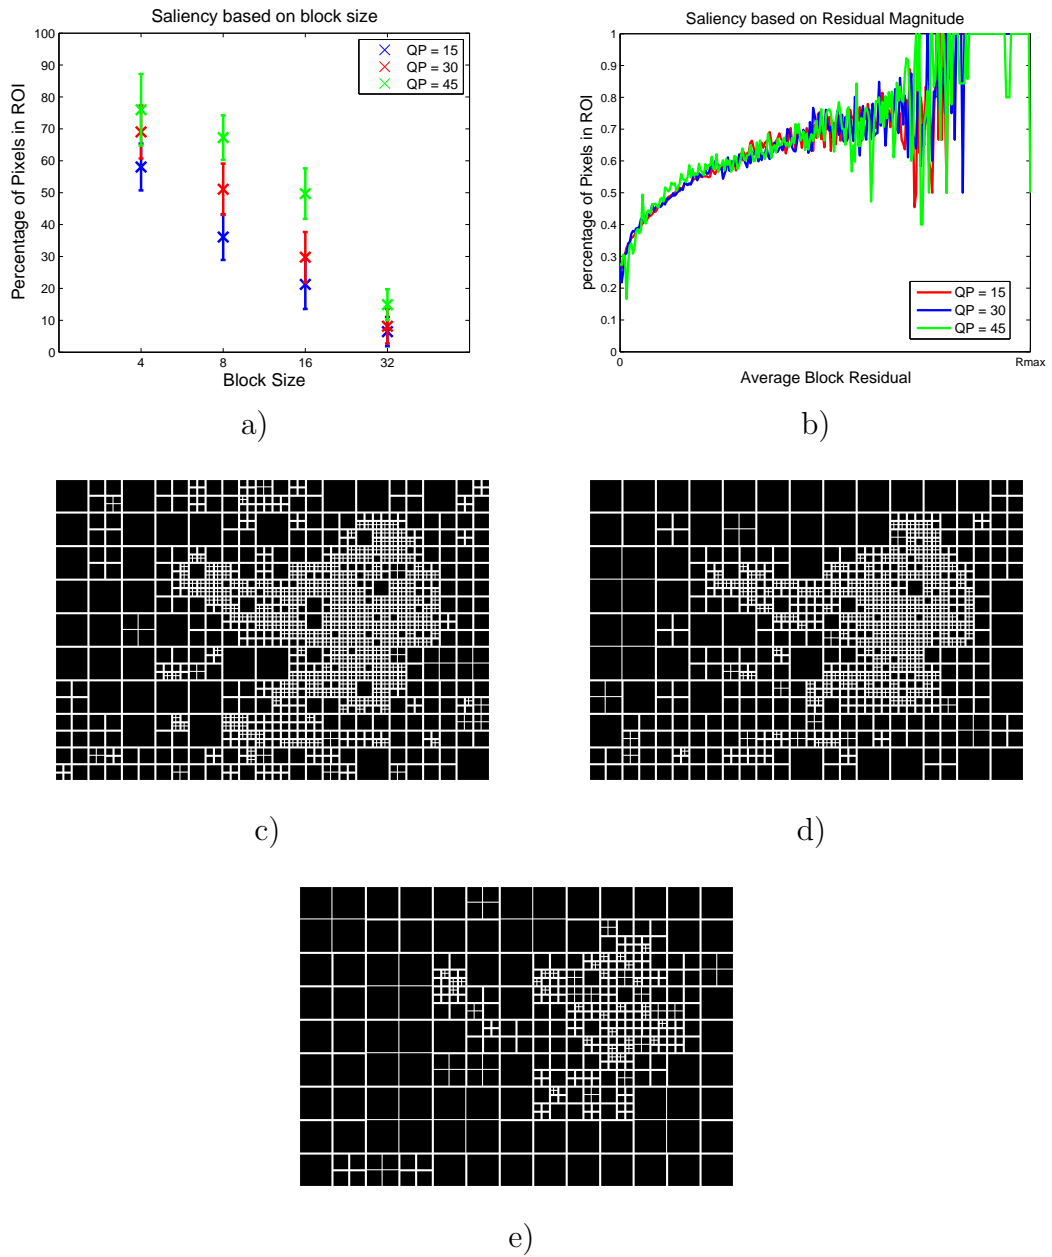 Saliency based on block size
100
90
80
70
60
50
40
30
20
10
0
Percentage of Pixels in ROI
QP = 15
QP = 30
QP = 45
4
8
16
32
Block Size
a)
Saliency based on Residual Magnitude
1
0.9
0.8
0.7
0.6
0.5
0.4
0.3
0.2
0.1
0
percentage of Pixels in ROI
QP = 15
QP = 30
QP = 45
0
Rmax
Average Block Residual
b)
c)
d)
e)